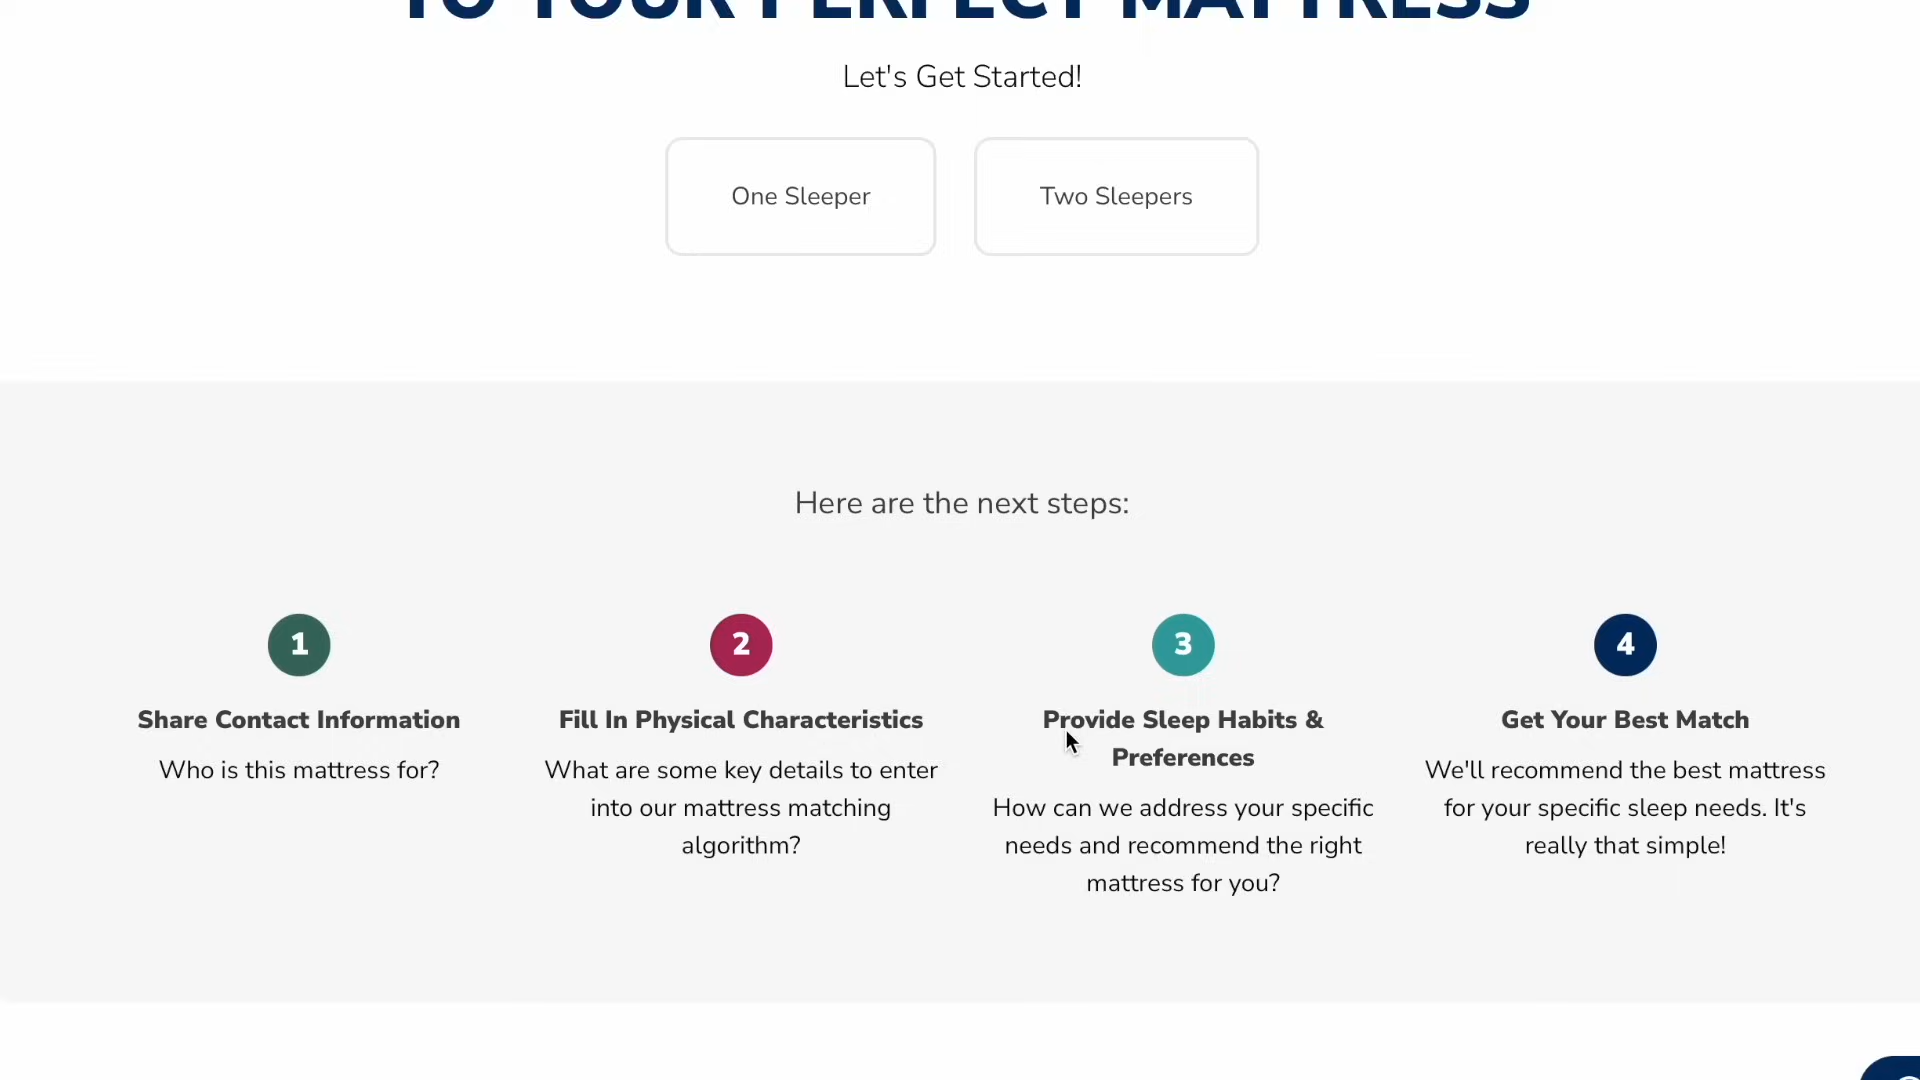 TO YOUR PERFECT MATTRESS
Let's Get Started!
One Sleeper
Two Sleepers
Here are the next steps:
1
Share Contact Information
Who is this mattress for?
2
Fill In Physical Characteristics
What are some key details to enter
into our mattress matching
algorithm?
3
Provide Sleep Habits &
Preferences
How can we address your specific
needs and recommend the right
mattress for you?
4
Get Your Best Match
We'll recommend the best mattress
for your specific sleep needs. It's
really that simple!